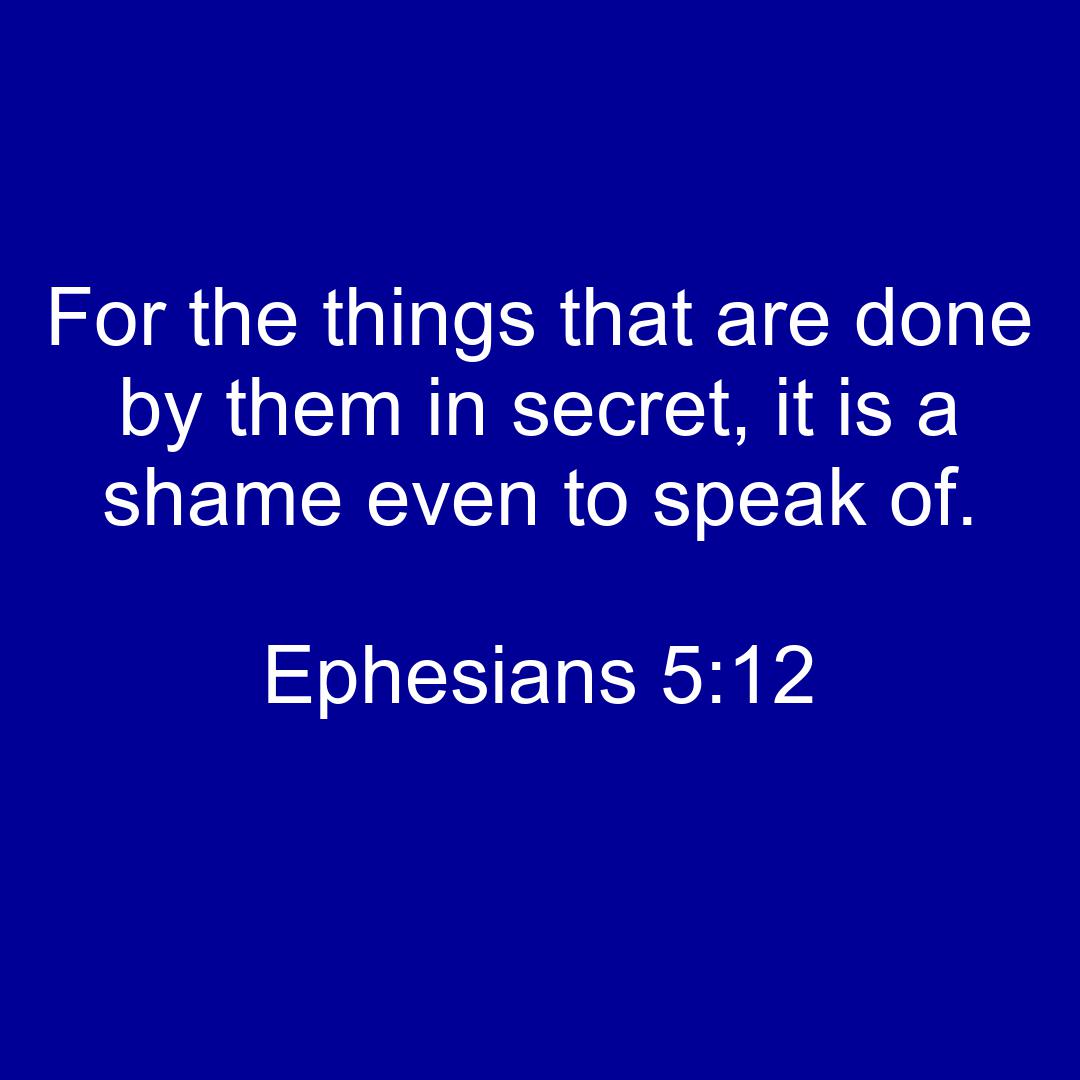 For the things that are done
by them in secret, it is a
shame even to speak of.
Ephesians 5:12